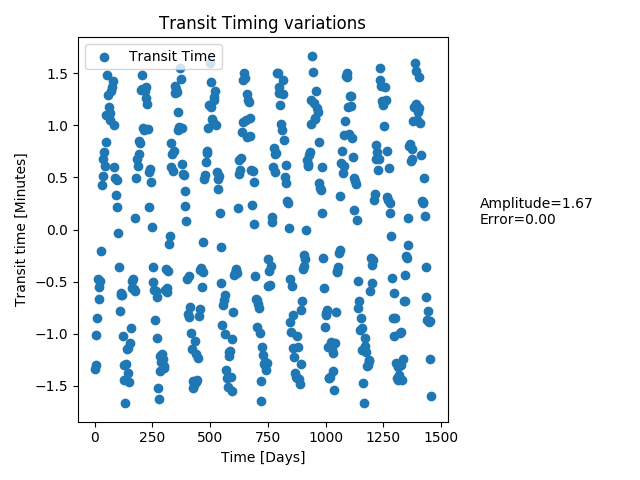 Transit Timing variations
Transit Time
1.5
1.0
0.5
0.0
−0.5
−1.0
−1.5
Transit time [Minutes]
Amplitude=1.67
Error=0.00
0 250 500 750 1000 1250 1500
Time [Days]